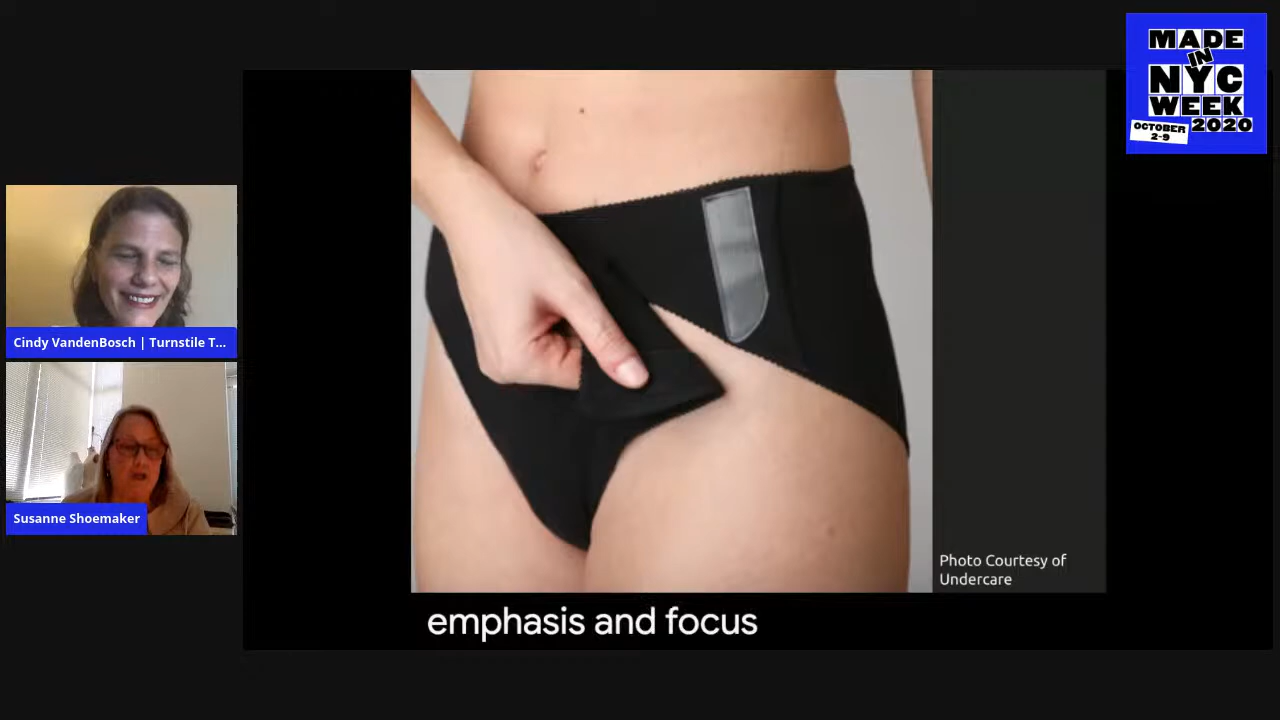 MADE
IN
NYC
WEEK
2020
OCTOBER
2-9
Cindy VandenBosch | Turnstile T...
Susanne Shoemaker
Photo Courtesy of
Undercare
emphasis and focus